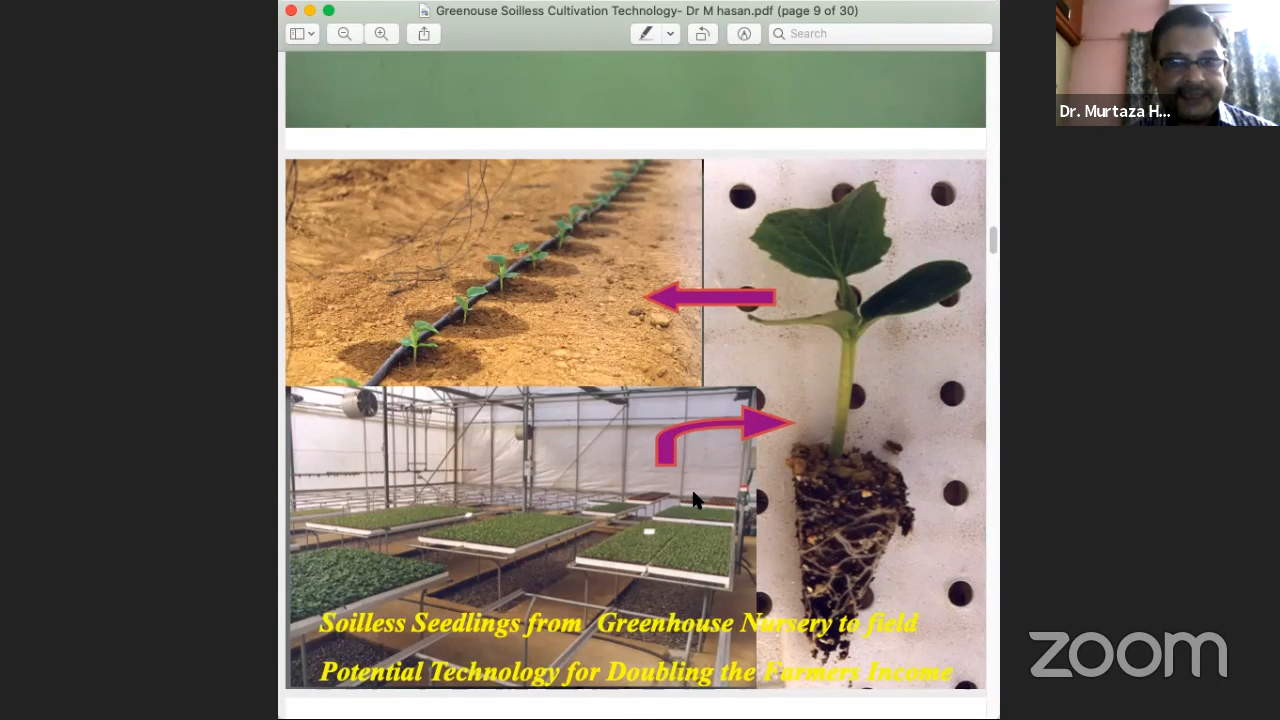 Greenouse Soilless Cultivation Technology- Dr M hasan.pdf (page 9 of 30)
Search
Dr. Murtaza H...
Soilless Seedlings from Greenhouse Nursery to field
Potential Technology for Doubling the Farmers Income
zoom